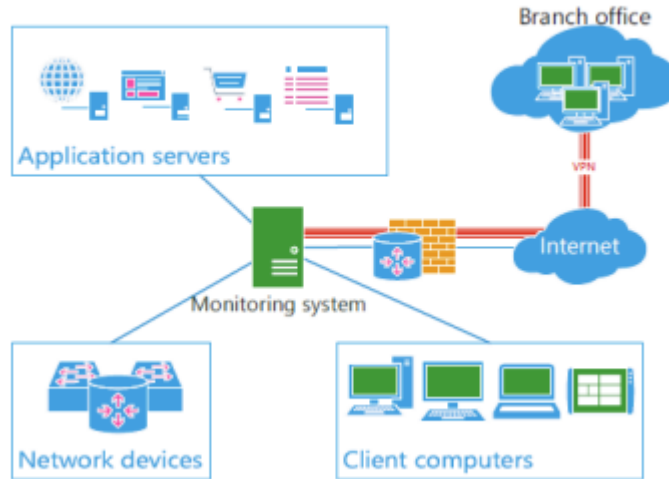 Branch office
Application servers
VPN
Internet
Monitoring system
Network devices
Client computers